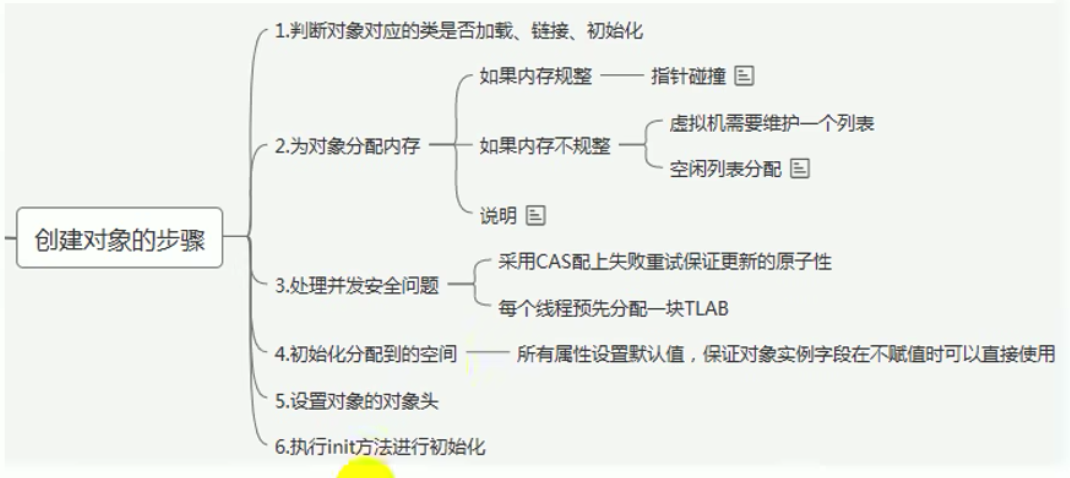 1.判断对象对应的类是否加载、链接、初始化
如果内存规整
指针碰撞
2.为对象分配内存
如果内存不规整
虚拟机需要维护一个列表
空闲列表分配
说明
创建对象的步骤
3.处理并发安全问题
采用CAS配上失败重试保证更新的原子性
每个线程预先分配一块TLAB
4.初始化分配到的空间
所有属性设置默认值，保证对象实例字段在不赋值时可以直接使用
5.设置对象的对象头
6.执行init方法进行初始化